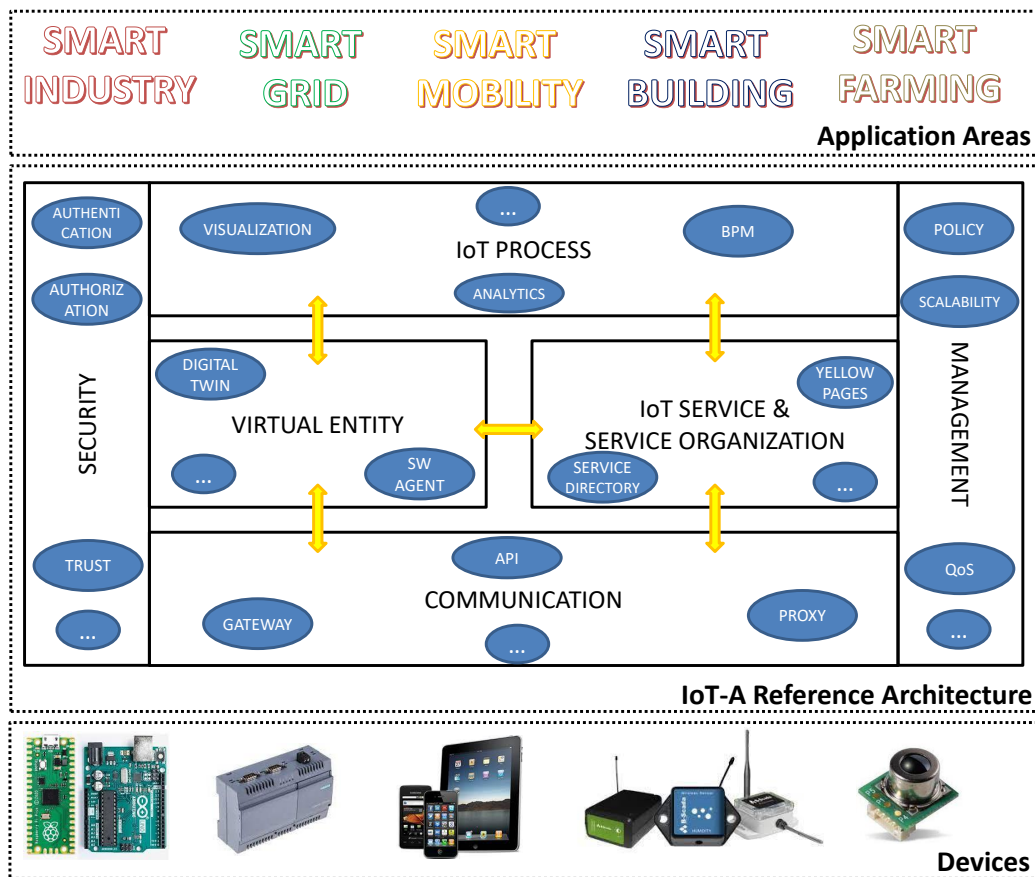 SMART
INDUSTRY
SMART
GRID
SMART
MOBILITY
SMART
BUILDING
SMART
FARMING
Application Areas
AUTHENTI
CATION
AUTHORIZ
ATION
SECURITY
TRUST
...
VISUALIZATION
...
IoT PROCESS
BPM
ANALYTICS
DIGITAL
TWIN
VIRTUAL ENTITY
...
SW
AGENT
YELLOW
PAGES
IoT SERVICE &
SERVICE ORGANIZATION
SERVICE
DIRECTORY
...
API
COMMUNICATION
GATEWAY
...
PROXY
POLICY
SCALABILITY
MANAGEMENT
QoS
...
IoT-A Reference Architecture
Devices